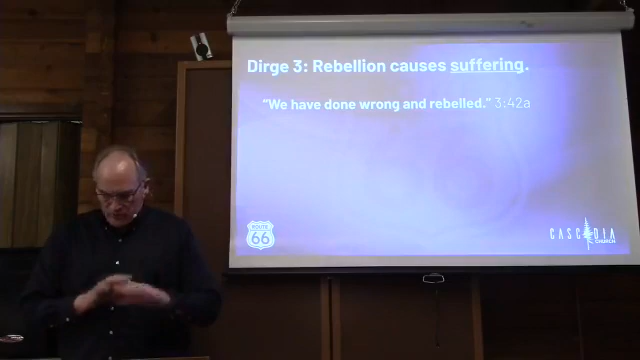 Dirge 3: Rebellion causes suffering.
“We have done wrong and rebelled.” 3:42a
ROUTE
66
CASCADIA
CHURCH